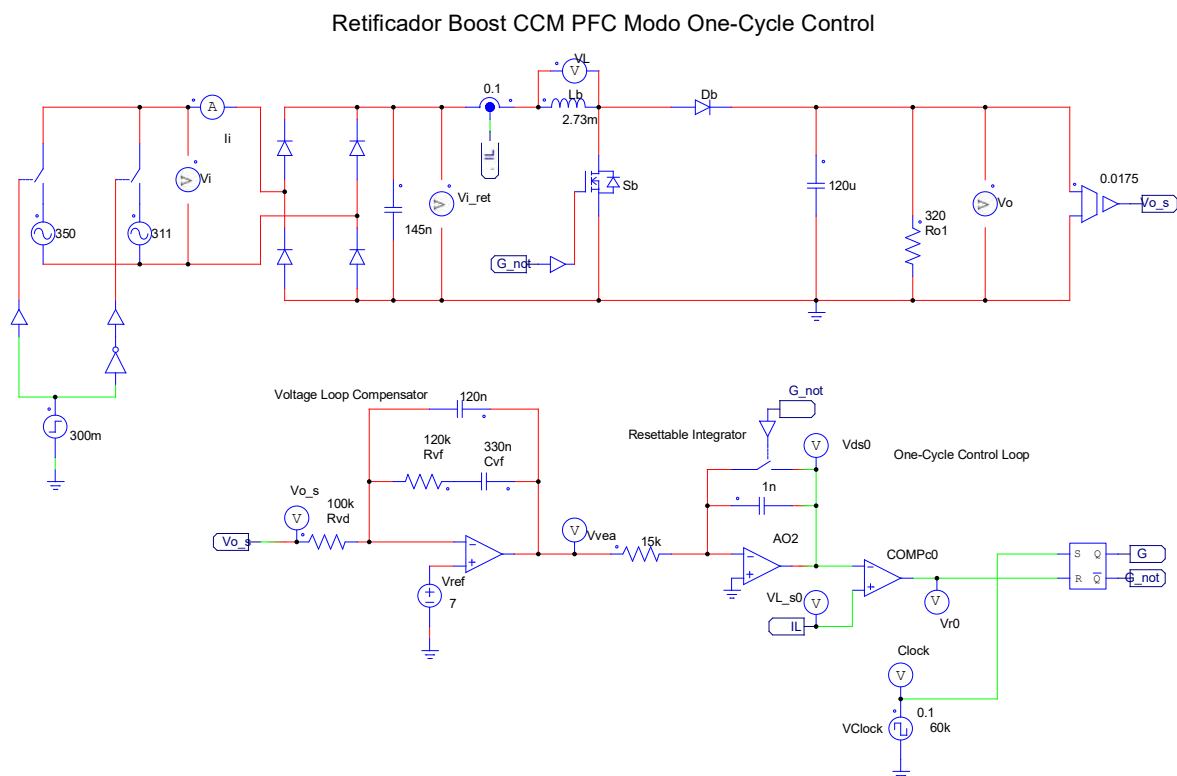 Retificador Boost CCM PFC Modo One-Cycle Control
VL
V
0.1
Lb
2.73m
Db
A
Ii
IL
V
Vi
V
Vi_ret
Sb
350
311
145n
G_not
120u
320
Ro1
V
Vo
0.0175
Vo_s
300m
Voltage Loop Compensator
120n
120k
Rvf
330n
Cvf
Vo_s
V
100k
Rvd
Vo_s
Vref
7
V
Vvea
15k
G_not
Resettable Integrator
V
Vds0
One-Cycle Control Loop
1n
AO2
COMPc0
VL_s0
V
IL
V
Vr0
S Q
R Q
G
G_not
Clock
V
VClock
0.1
60k